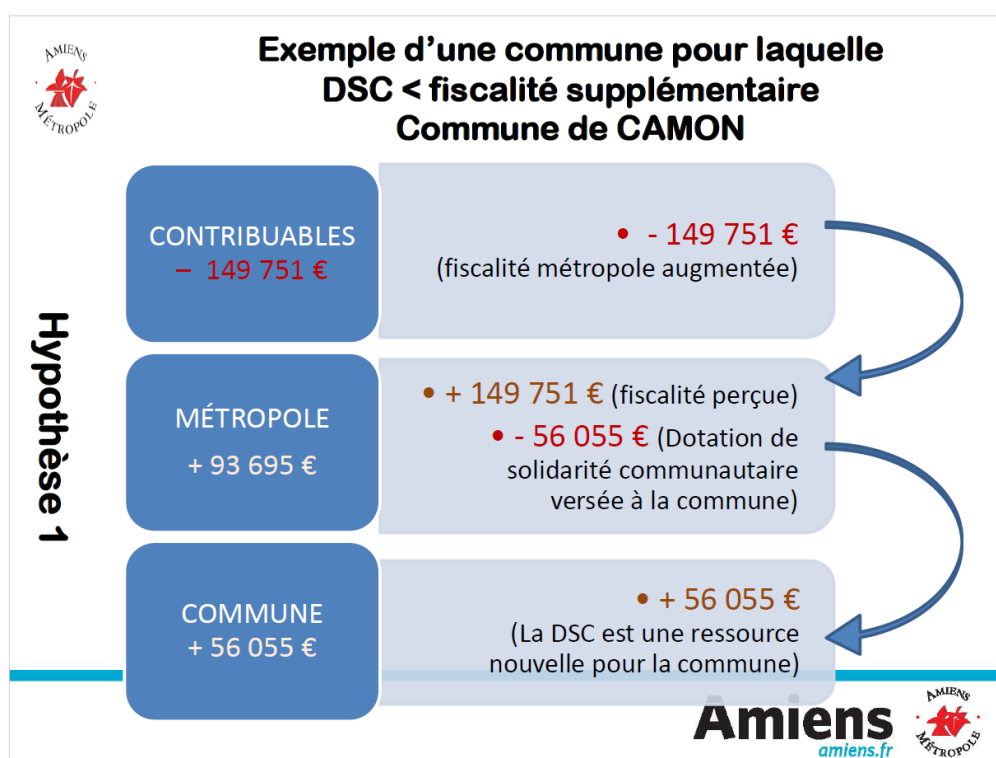 AMIENS
MÉTROPOLE
Exemple d'une commune pour laquelle
DSC < fiscalité supplémentaire
Commune de CAMON
Hypothèse 1
CONTRIBUABLES
– 149 751 €
• - 149 751 €
(fiscalité métropole augmentée)
MÉTROPOLE
+ 93 695 €
• + 149 751 € (fiscalité perçue)
• - 56 055 € (Dotation de
solidarité communautaire
versée à la commune)
COMMUNE
+ 56 055 €
• + 56 055 €
(La DSC est une ressource
nouvelle pour la commune)
Amiens
amiens.fr
AMIENS
MÉTROPOLE